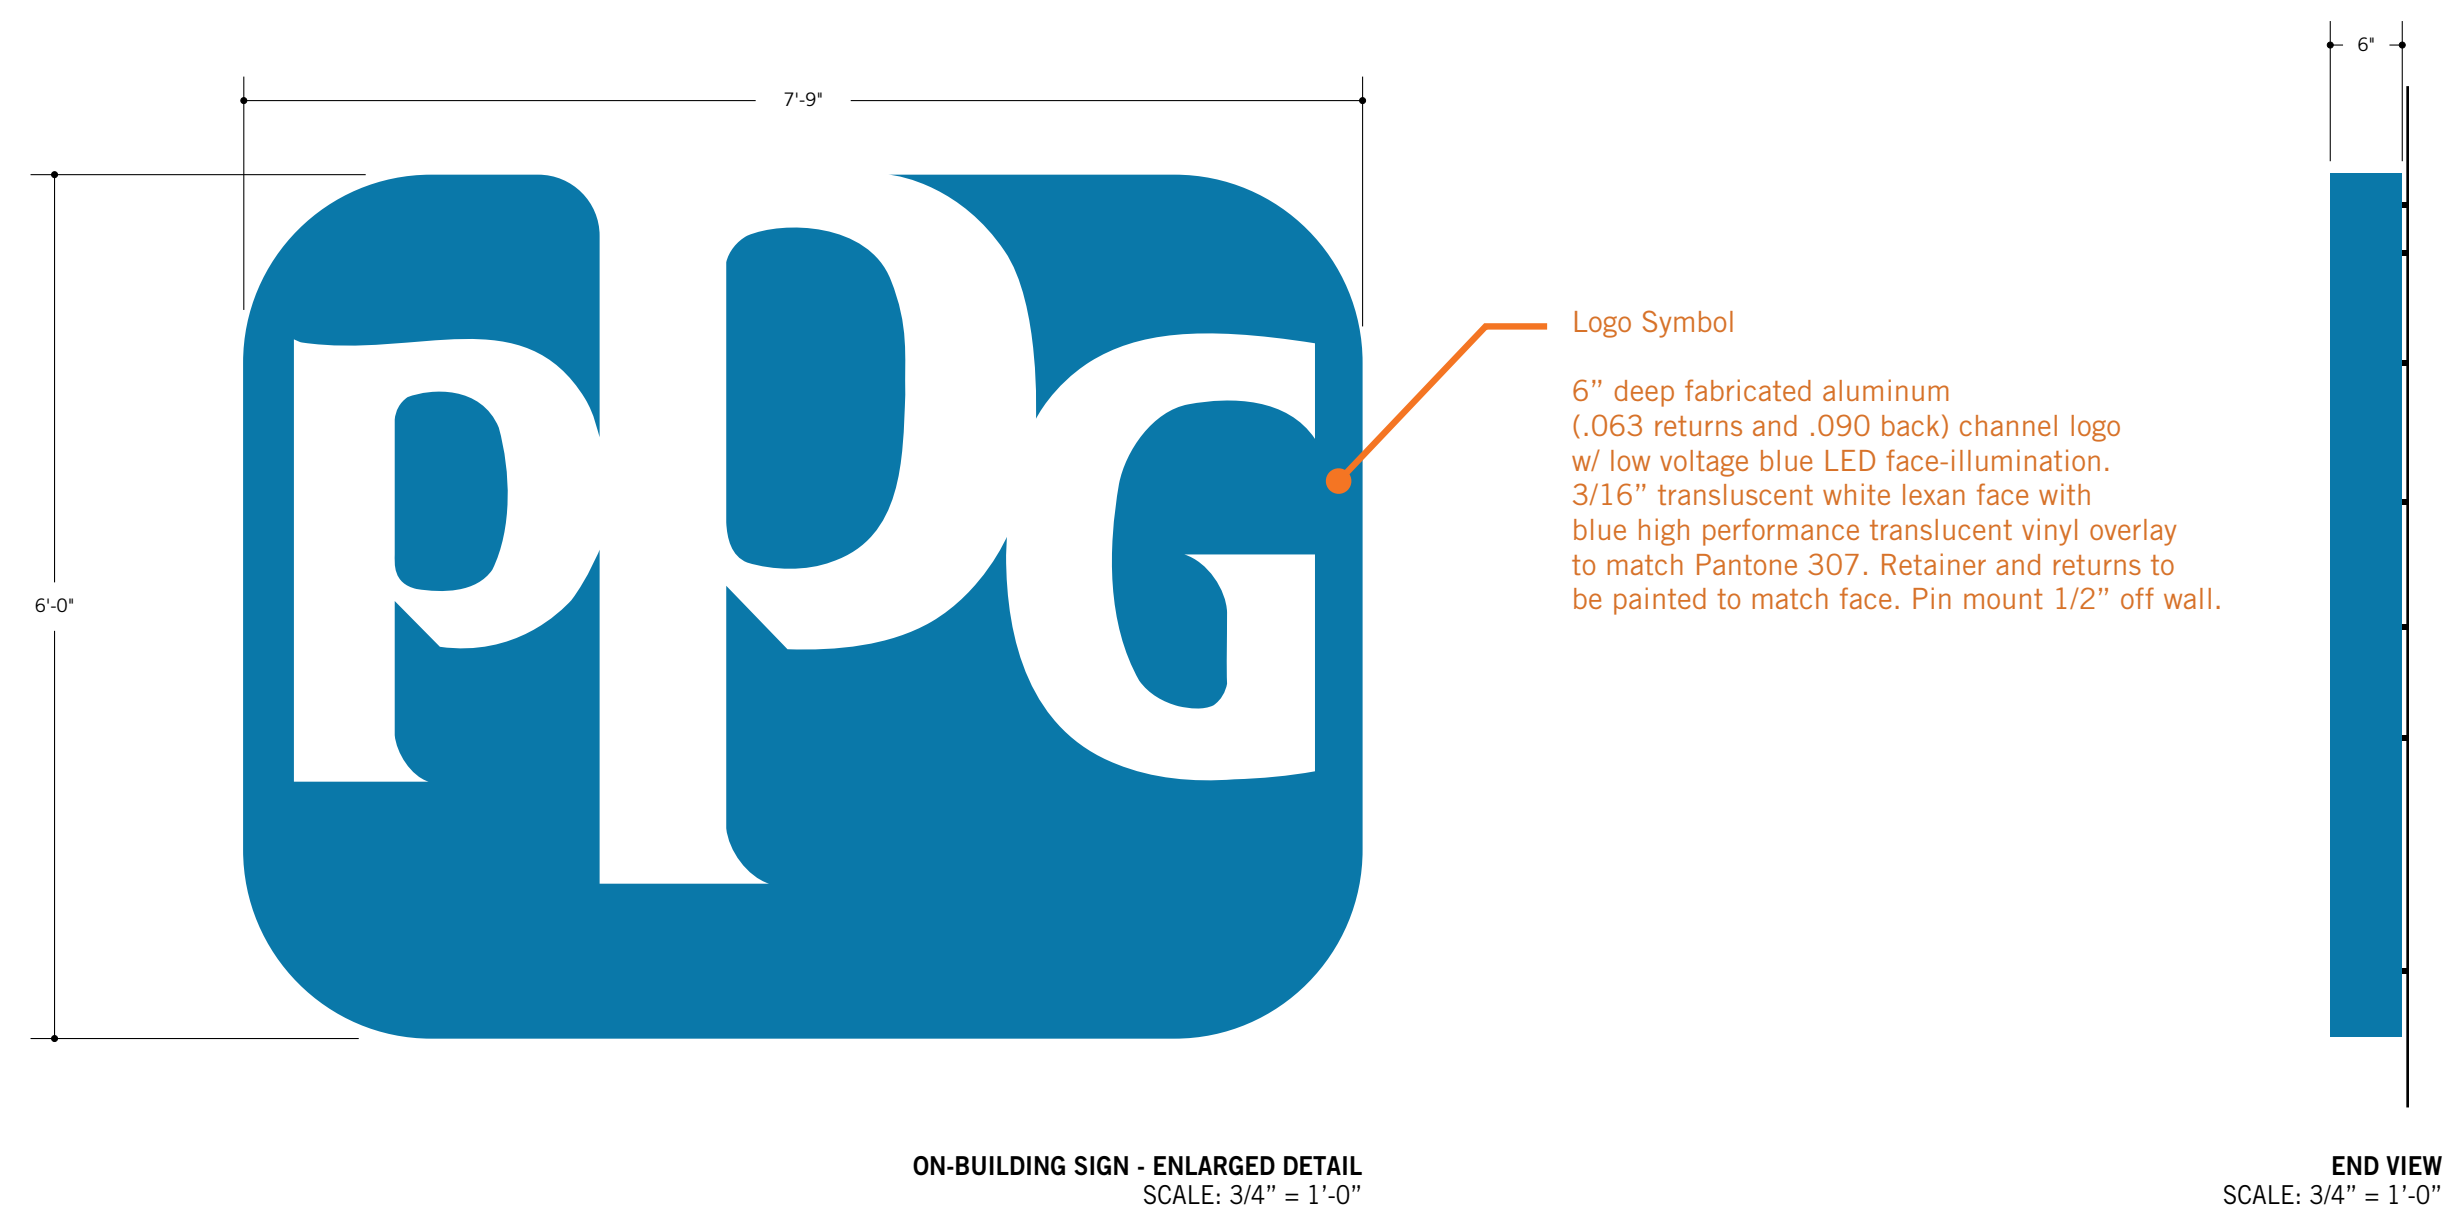 6"
7'-9"
PPG
6'-0"
Logo Symbol
6” deep fabricated aluminum
(.063 returns and .090 back) channel logo
w/ low voltage blue LED face-illumination.
3/16” transluscent white lexan face with
blue high performance translucent vinyl overlay
to match Pantone 307. Retainer and returns to
be painted to match face. Pin mount 1/2” off wall.
ON-BUILDING SIGN - ENLARGED DETAIL
SCALE: 3/4” = 1’-0”
END VIEW
SCALE: 3/4” = 1’-0”